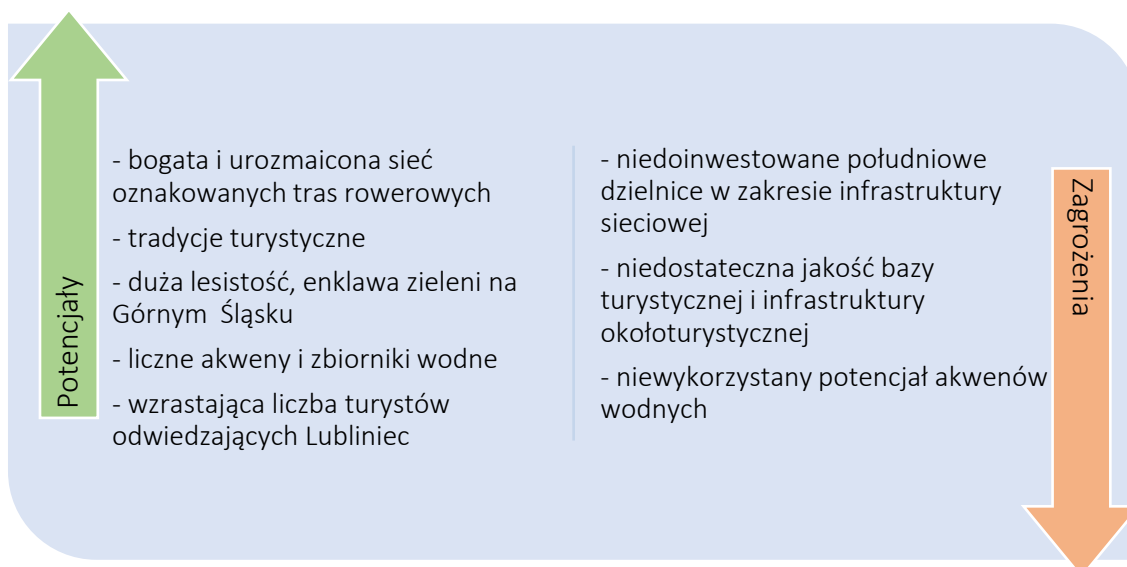 Potencjały
- bogata i urozmaicona sieć
oznakowanych tras rowerowych
- tradycje turystyczne
- duża lesistość, enklawa zieleni na
Górnym Śląsku
- liczne akweny i zbiorniki wodne
- wzrastająca liczba turystów
odwiedzających Lubliniec
- niedoinwestowane południowe
dzielnice w zakresie infrastruktury
sieciowej
- niedostateczna jakość bazy
turystycznej i infrastruktury
okołoturystycznej
- niewykorzystany potencjał akwenów
wodnych
Zagrożenia